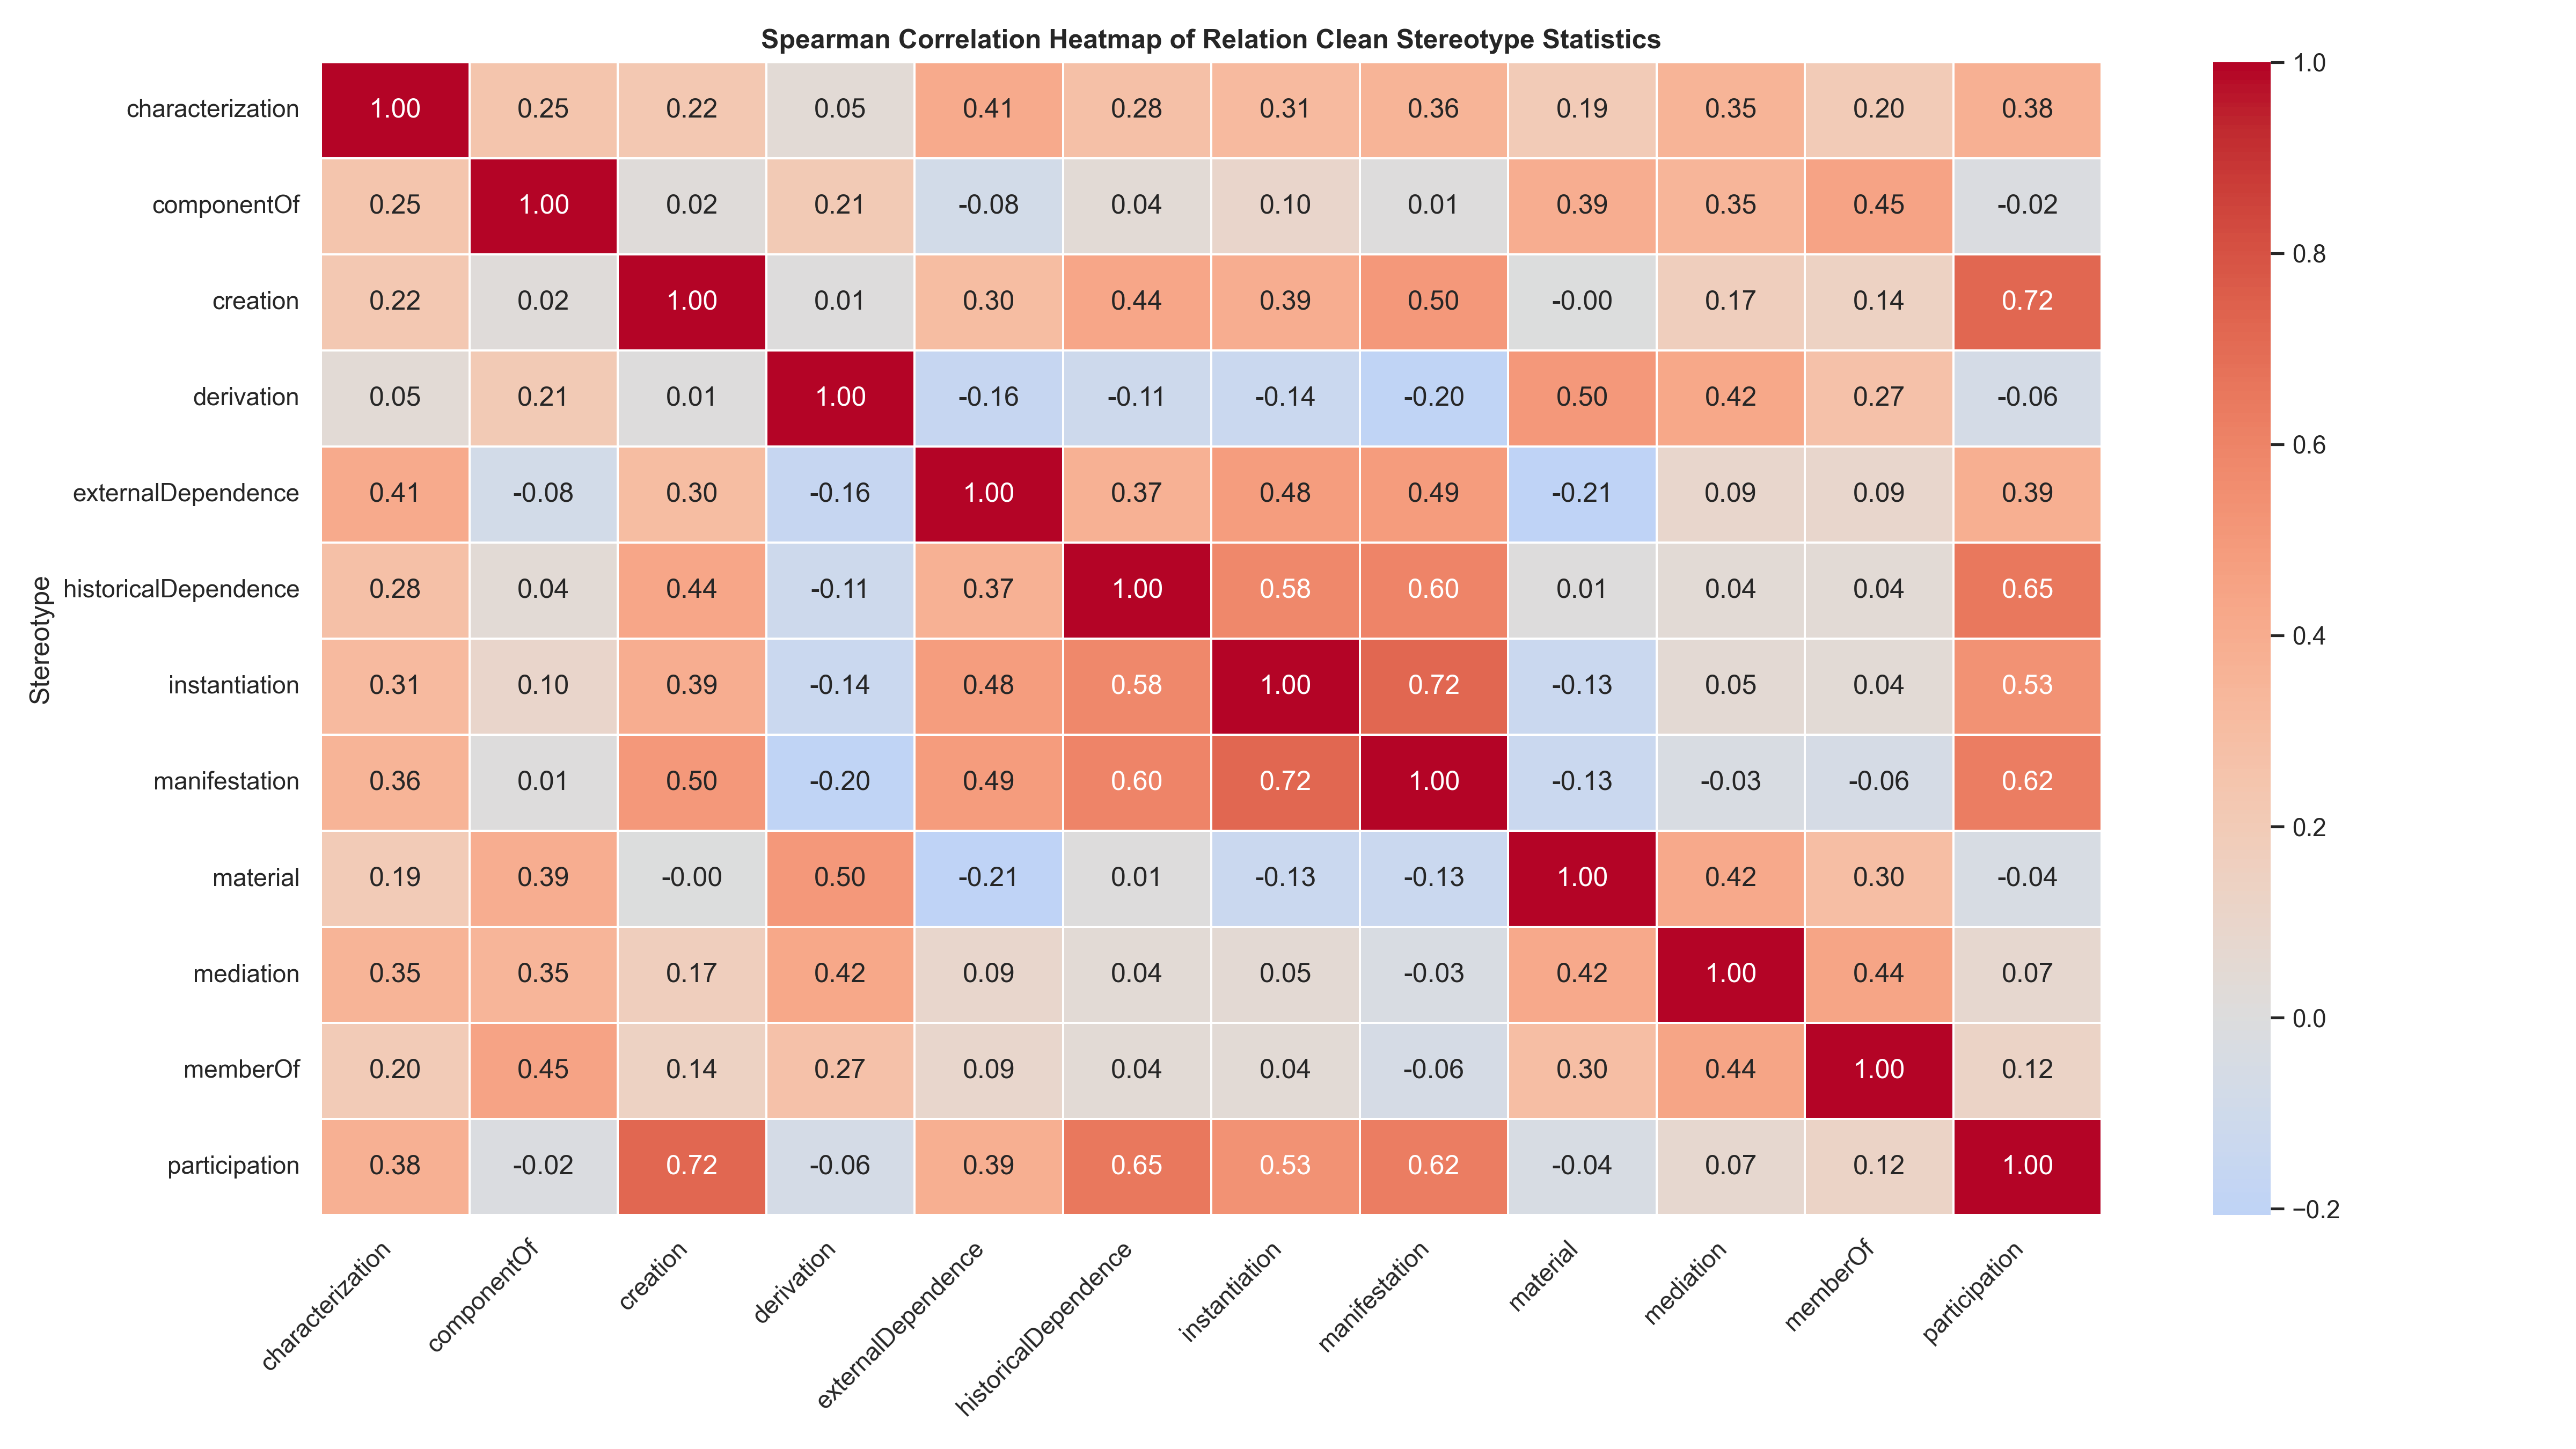 Spearman Correlation Heatmap of Relation Clean Stereotype Statistics
characterization 1.00 0.25 0.22 0.05 0.41 0.28 0.31 0.36 0.19 0.35 0.20 0.38
componentOf 0.25 1.00 0.02 0.21 -0.08 0.04 0.10 0.01 0.39 0.35 0.45 -0.02
creation 0.22 0.02 1.00 0.01 0.30 0.44 0.39 0.50 -0.00 0.17 0.14 0.72
derivation 0.05 0.21 0.01 1.00 -0.16 -0.11 -0.14 -0.20 0.50 0.42 0.27 -0.06
externalDependence 0.41 -0.08 0.30 -0.16 1.00 0.37 0.48 0.49 -0.21 0.09 0.09 0.39
historicalDependence 0.28 0.04 0.44 -0.11 0.37 1.00 0.58 0.60 0.01 0.04 0.04 0.65
instantiation 0.31 0.10 0.39 -0.14 0.48 0.58 1.00 0.72 -0.13 0.05 0.04 0.53
manifestation 0.36 0.01 0.50 -0.20 0.49 0.60 0.72 1.00 -0.13 -0.03 -0.06 0.62
material 0.19 0.39 -0.00 0.50 -0.21 0.01 -0.13 -0.13 1.00 0.42 0.30 -0.04
mediation 0.35 0.35 0.17 0.42 0.09 0.04 0.05 -0.03 0.42 1.00 0.44 0.07
memberOf 0.20 0.45 0.14 0.27 0.09 0.04 0.04 -0.06 0.30 0.44 1.00 0.12
participation 0.38 -0.02 0.72 -0.06 0.39 0.65 0.53 0.62 -0.04 0.07 0.12 1.00
Stereotype
characterization
componentOf
creation
derivation
externalDependence
historicalDependence
instantiation
manifestation
material
mediation
memberOf
participation
1.0
0.8
0.6
0.4
0.2
0.0
−0.2